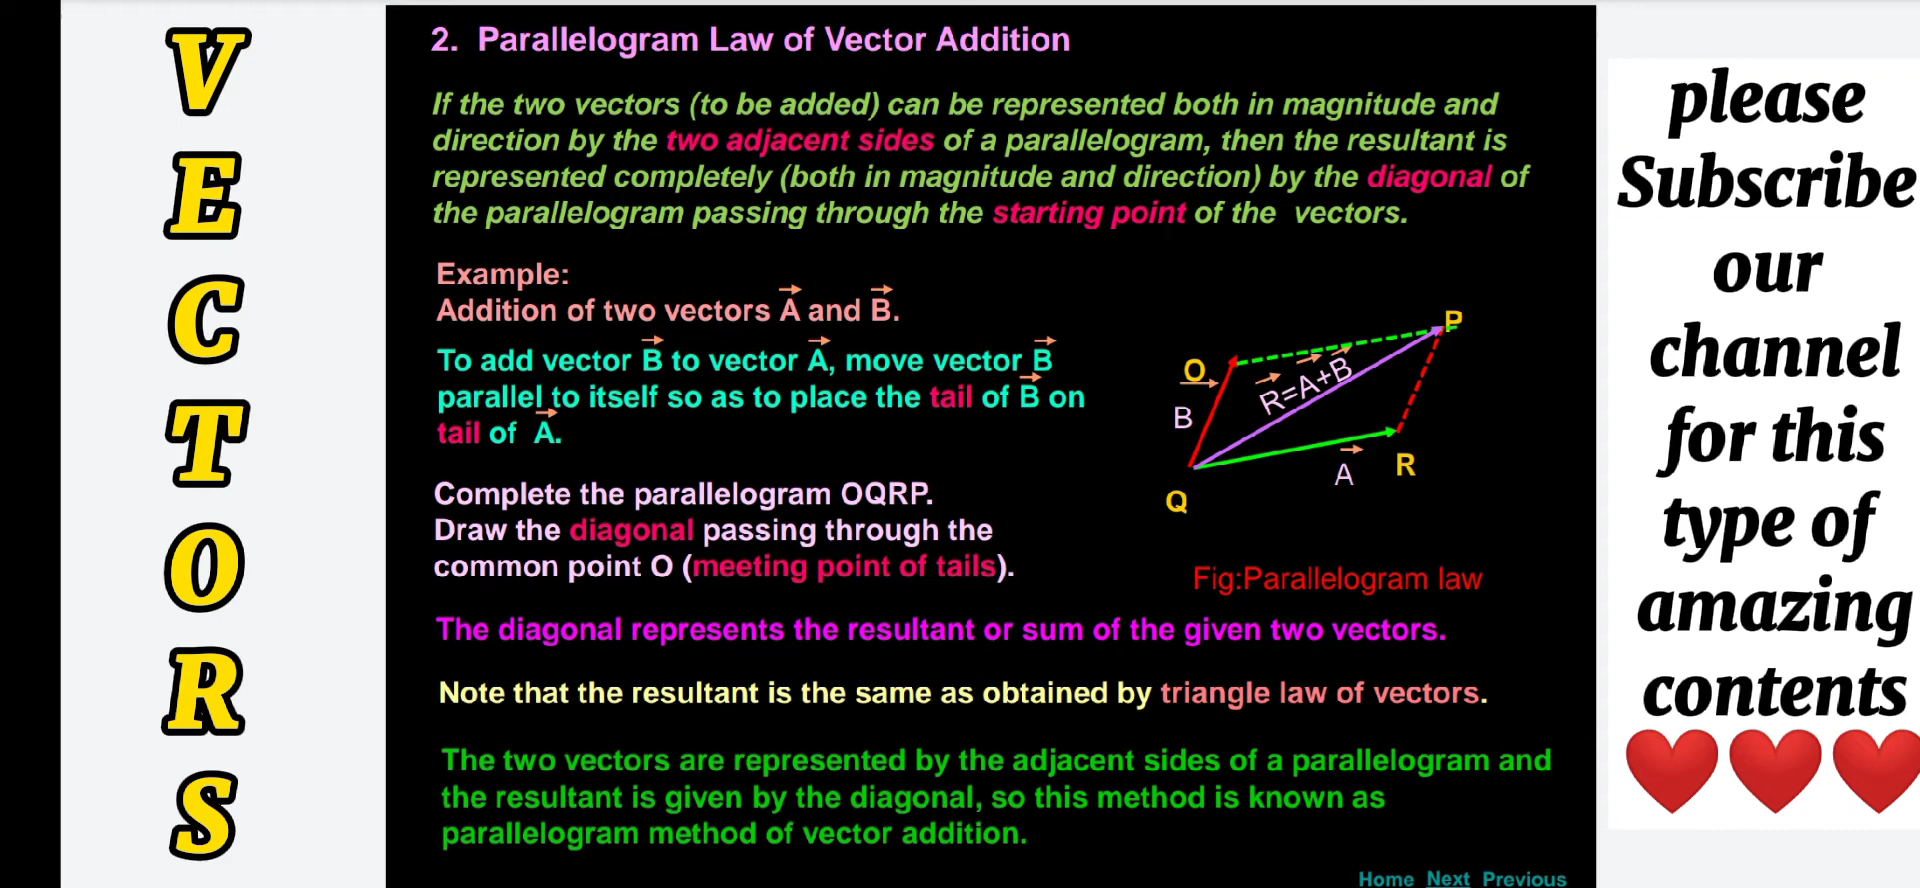 V
E
C
T
O
R
S
2. Parallelogram Law of Vector Addition
If the two vectors (to be added) can be represented both in magnitude and
direction by the two adjacent sides of a parallelogram, then the resultant is
represented completely (both in magnitude and direction) by the diagonal of
the parallelogram passing through the starting point of the vectors.
Example:
Addition of two vectors A and B.
To add vector B to vector A, move vector B
parallel to itself so as to place the tail of B on
tail of A.
Complete the parallelogram OQRP.
Draw the diagonal passing through the
common point O (meeting point of tails).
P
O
R=A+B
B
A
R
Q
Fig:Parallelogram law
The diagonal represents the resultant or sum of the given two vectors.
Note that the resultant is the same as obtained by triangle law of vectors.
The two vectors are represented by the adjacent sides of a parallelogram and
the resultant is given by the diagonal, so this method is known as
parallelogram method of vector addition.
Home Next Previous
please
Subscribe
our
channel
for this
type of
amazing
contents